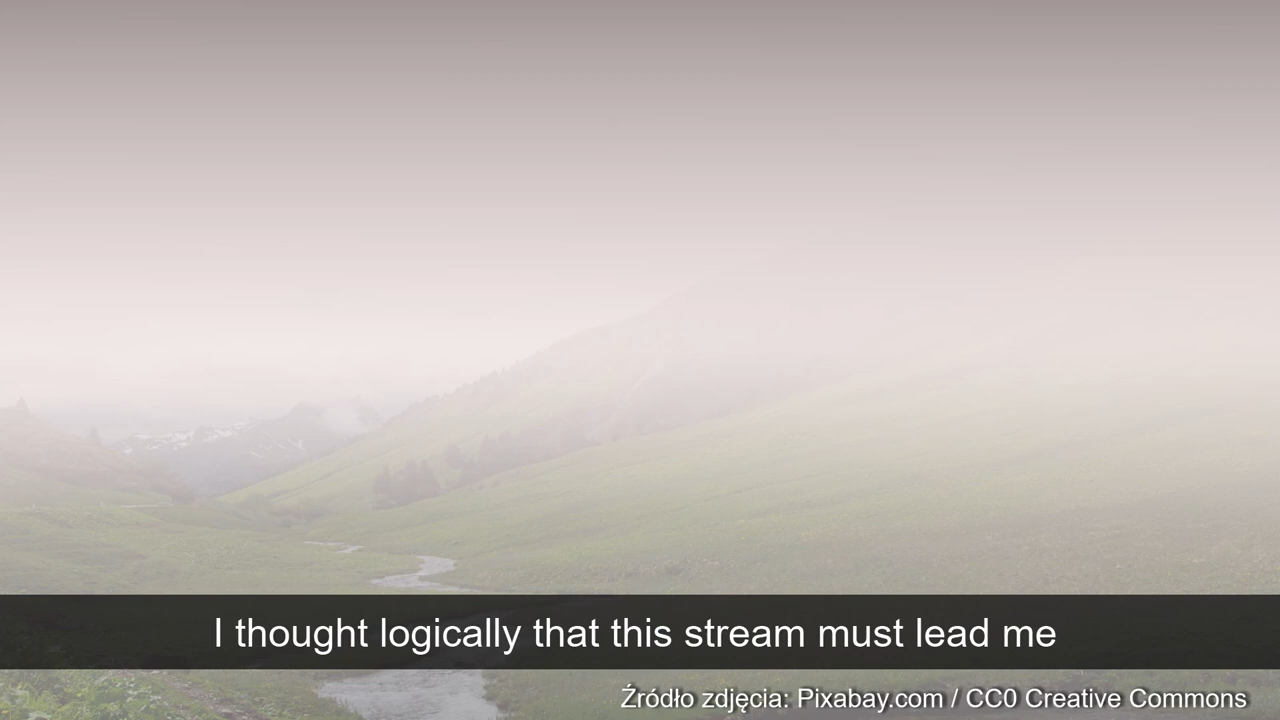 I thought logically that this stream must lead me
Źródło zdjęcia: Pixabay.com / CC0 Creative Commons